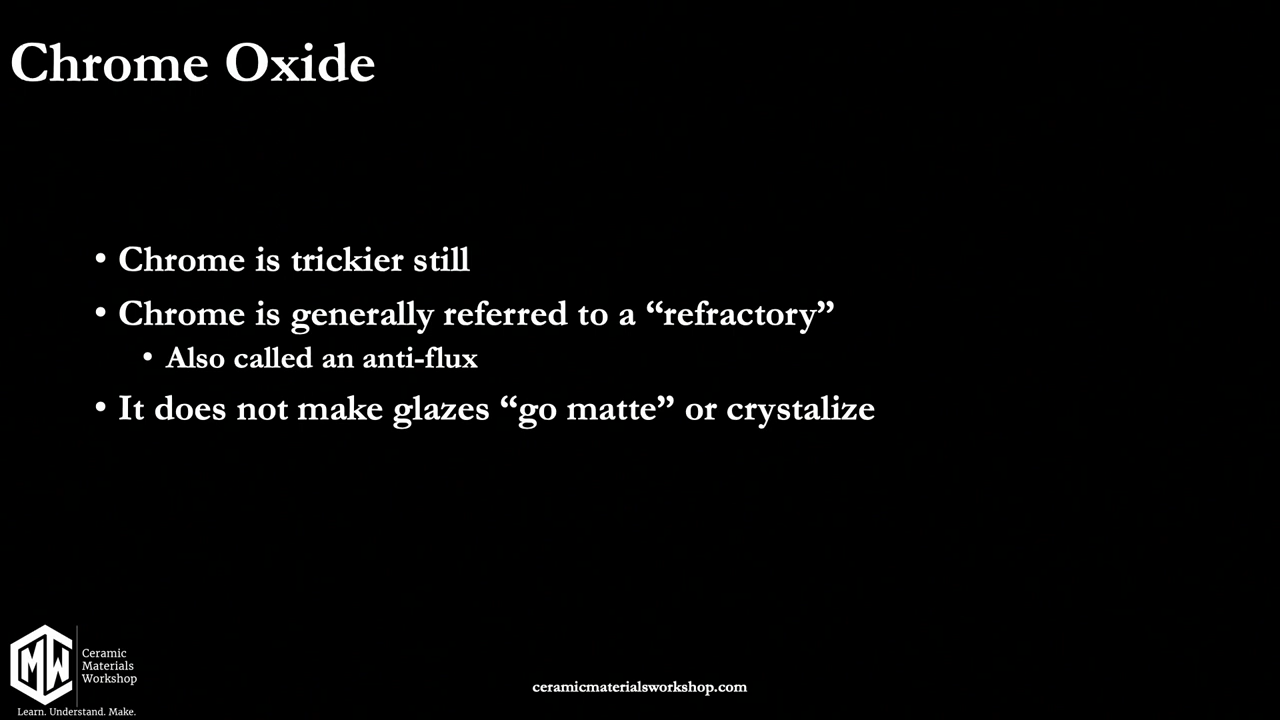 Chrome Oxide
• Chrome is trickier still
• Chrome is generally referred to a “refractory”
• Also called an anti-flux
• It does not make glazes “go matte” or crystalize
CMW
Ceramic
Materials
Workshop
Learn. Understand. Make.
ceramicmaterialsworkshop.com